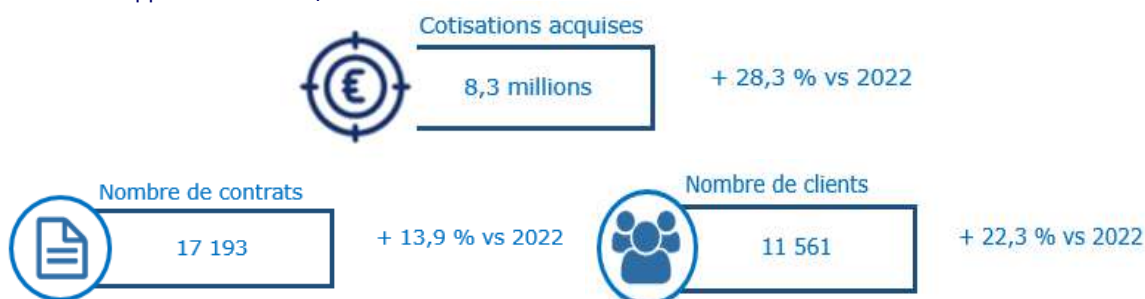 Cotisations acquises
8,3 millions
+ 28,3 % vs 2022
Nombre de contrats
17 193
+ 13,9 % vs 2022
Nombre de clients
11 561
+ 22,3 % vs 2022